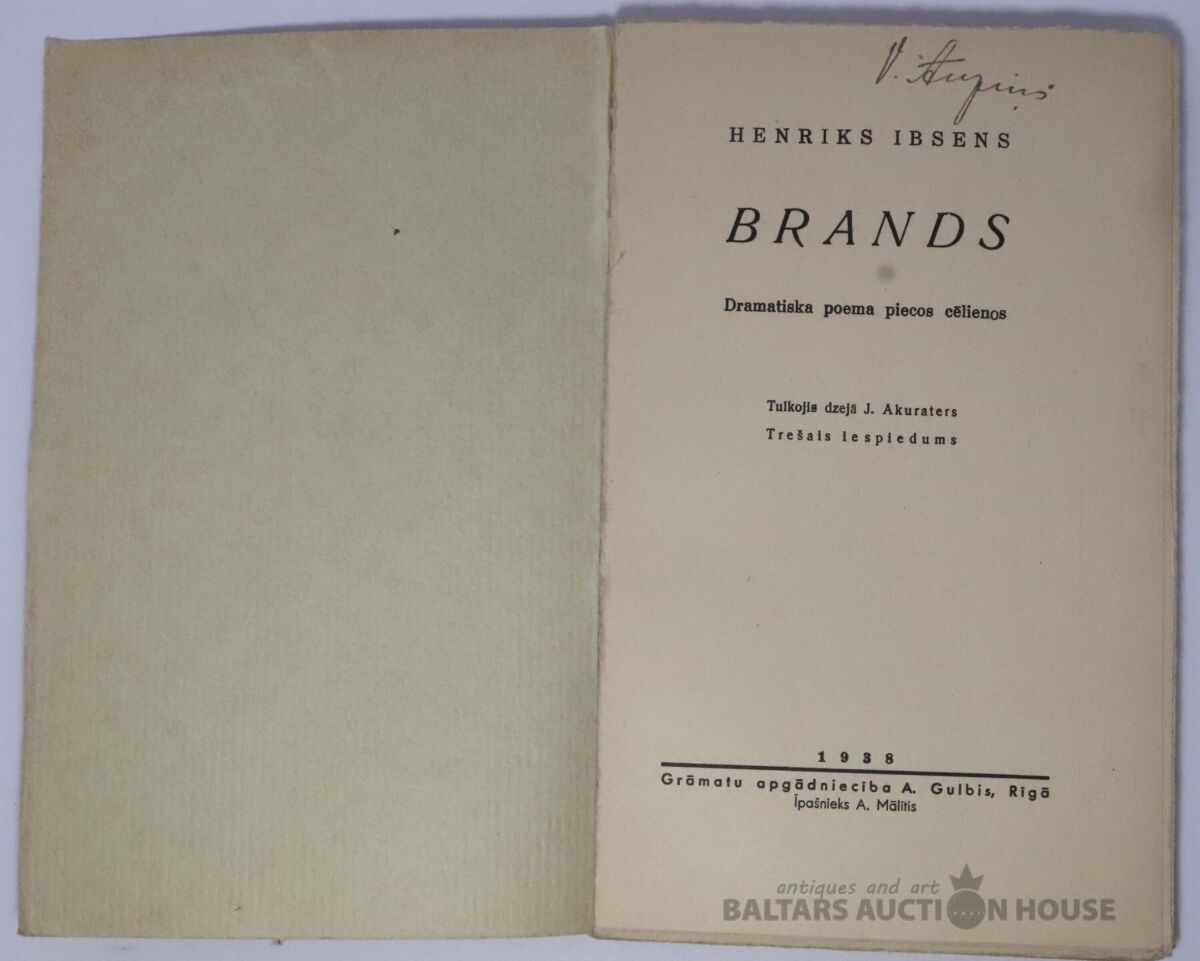 V. Auziņš
HENRIKS IBSENS
BRANDS
Dramatiska poema piecos cēlienos
Tulkojis dzejā J. Akuraters
Trešais iespiedums
1938
Grāmatu apgādniecība A. Gulbis, Rīgā
Īpašnieks A. Mālītis
antiques and art
BALTARS AUCTION HOUSE